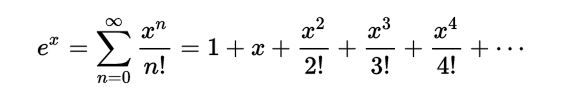 e^x = \sum_{n=0}^{\infty} \frac{x^n}{n!} = 1 + x + \frac{x^2}{2!} + \frac{x^3}{3!} + \frac{x^4}{4!} + \cdots